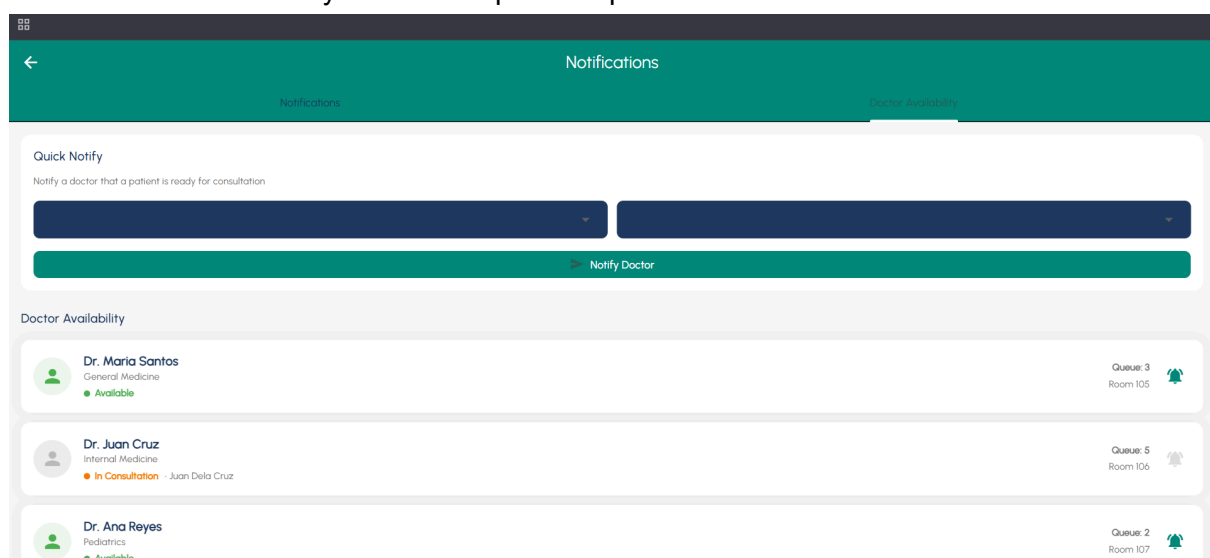 Notifications
Notifications
Doctor Availability
Quick Notify
Notify a doctor that a patient is ready for consultation
Notify Doctor
Doctor Availability
Dr. Maria Santos
General Medicine
Available
Queue: 3
Room 105
Dr. Juan Cruz
Internal Medicine
In Consultation · Juan Dela Cruz
Queue: 5
Room 106
Dr. Ana Reyes
Pediatrics
Available
Queue: 2
Room 107